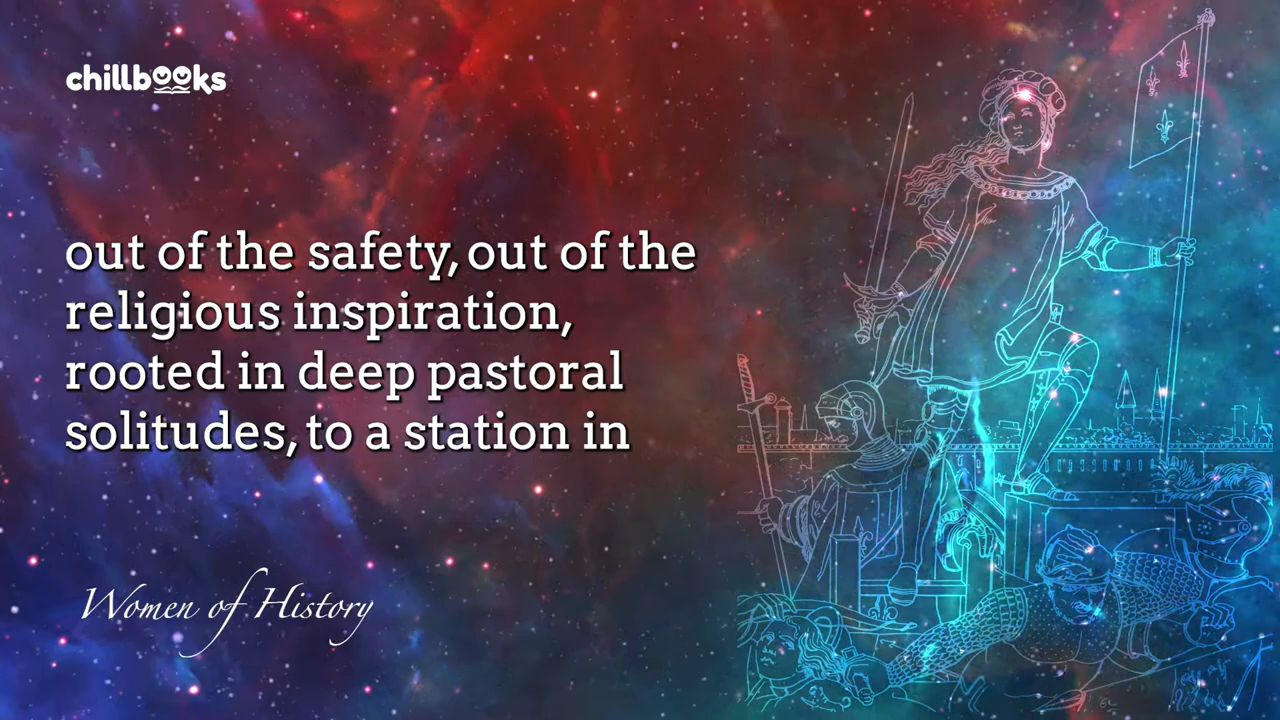 chillbooks
out of the safety, out of the
religious inspiration,
rooted in deep pastoral
solitudes, to a station in
Women of History